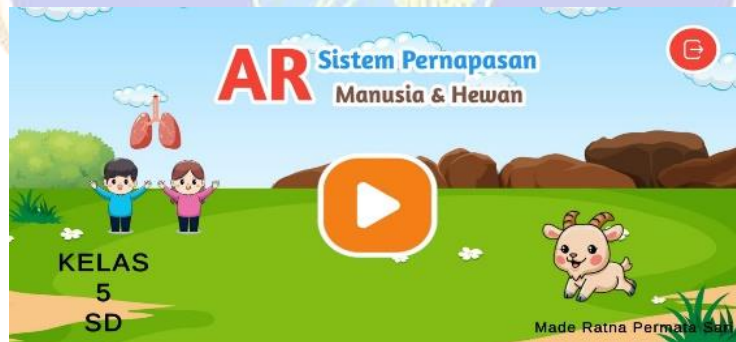 AR Sistem Pernapasan
Manusia & Hewan
KELAS
5
SD
Made Ratna Permata Sari